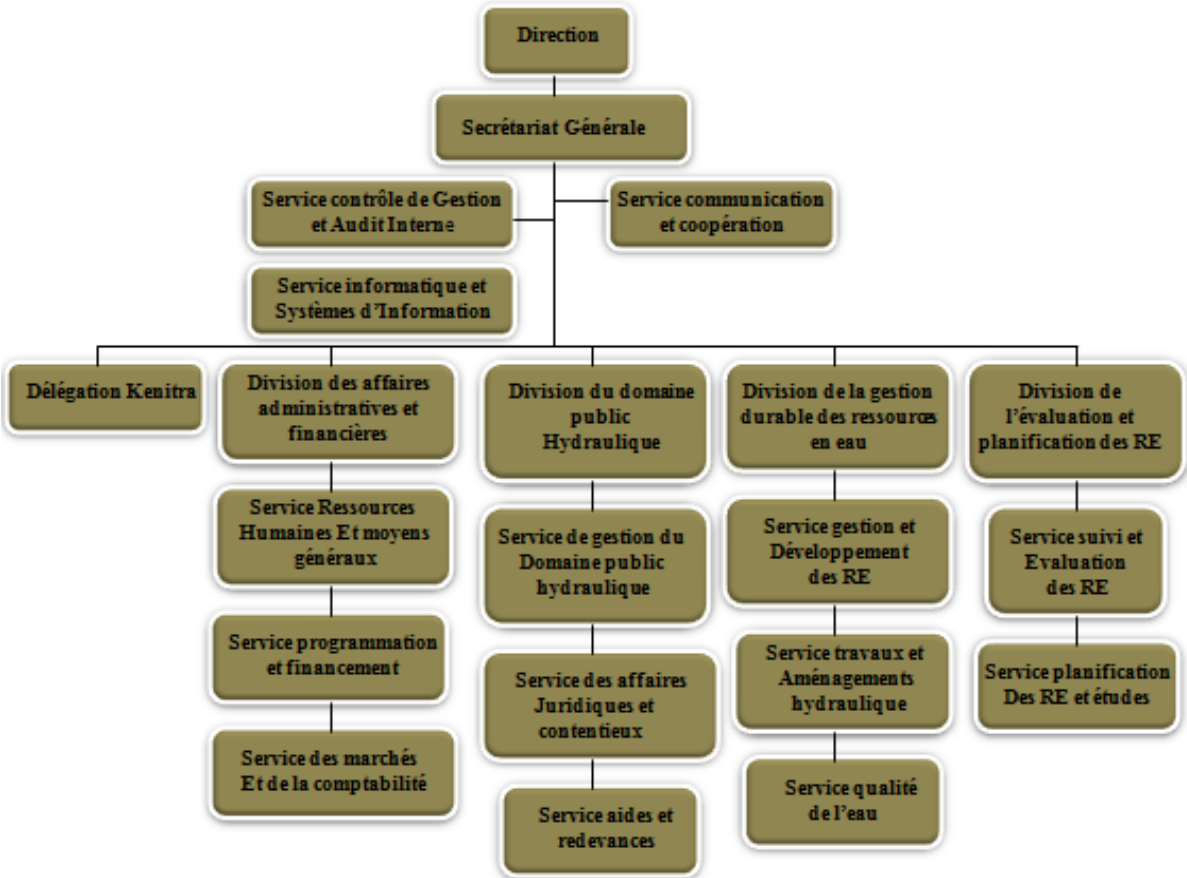 Direction
Secrétariat Générale
Service contrôle de Gestion
et Audit Interne
Service communication
et coopération
Service informatique et
Systèmes d’Information
Délégation Kenitra
Division des affaires
administratives et
financières
Division du domaine
public
Hydraulique
Division de la gestion
durable des ressources
en eau
Division de
l’évaluation et
planification des RE
Service Ressources
Humaines Et moyens
généraux
Service de gestion du
Domaine public
hydraulique
Service gestion et
Développement
des RE
Service suivi et
Evaluation
des RE
Service programmation
et financement
Service des affaires
Juridiques et
contentieux
Service travaux et
Aménagements
hydraulique
Service planification
Des RE et études
Service des marchés
Et de la comptabilité
Service aides et
redevances
Service qualité
de l’eau